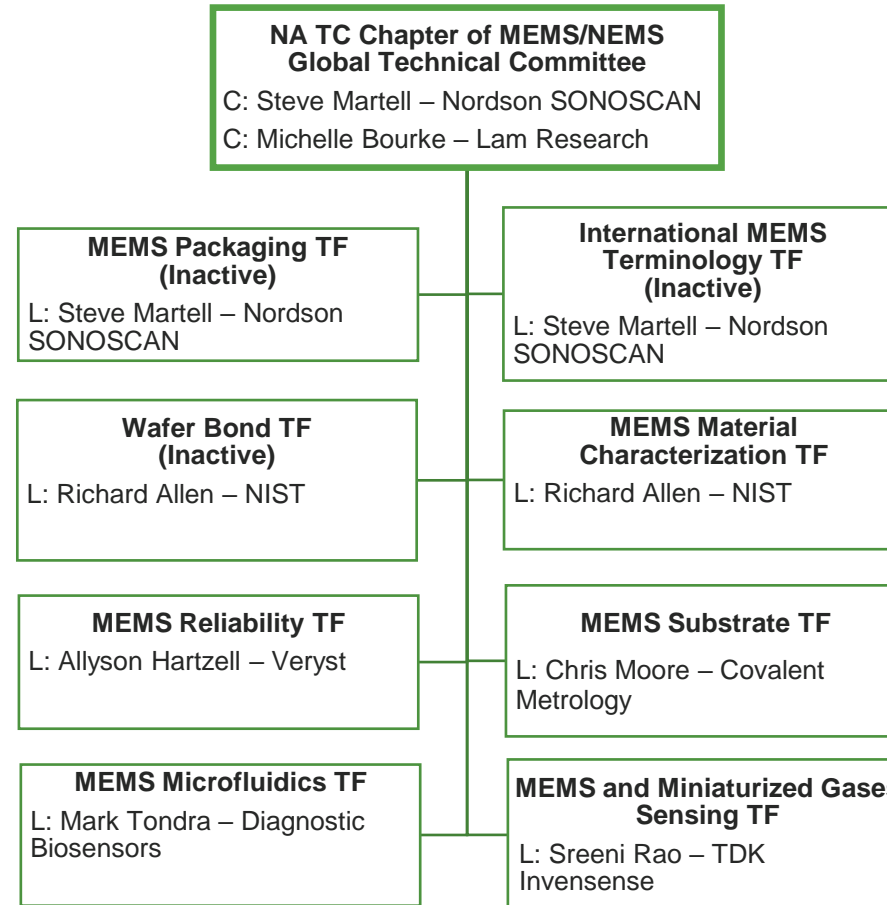 NA TC Chapter of MEMS/NEMS
Global Technical Committee
C: Steve Martell – Nordson SONOSCAN
C: Michelle Bourke – Lam Research
MEMS Packaging TF
(Inactive)
L: Steve Martell – Nordson
SONOSCAN
International MEMS
Terminology TF
(Inactive)
L: Steve Martell – Nordson
SONOSCAN
Wafer Bond TF
(Inactive)
L: Richard Allen – NIST
MEMS Material
Characterization TF
L: Richard Allen – NIST
MEMS Reliability TF
L: Allyson Hartzell – Veryst
MEMS Substrate TF
L: Chris Moore – Covalent
Metrology
MEMS Microfluidics TF
L: Mark Tondra – Diagnostic
Biosensors
MEMS and Miniaturized Gases
Sensing TF
L: Sreeni Rao – TDK
Invensense